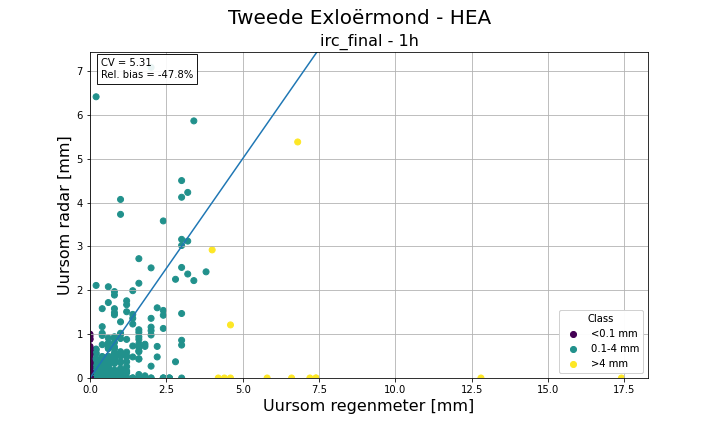 Tweede Exloërmond - HEA
irc_final - 1h
CV = 5.31
Rel. bias = -47.8%
Uursom radar [mm]
7
6
5
4
3
2
1
0
0.0 2.5 5.0 7.5 10.0 12.5 15.0 17.5
Uursom regenmeter [mm]
Class
<0.1 mm
0.1-4 mm
>4 mm